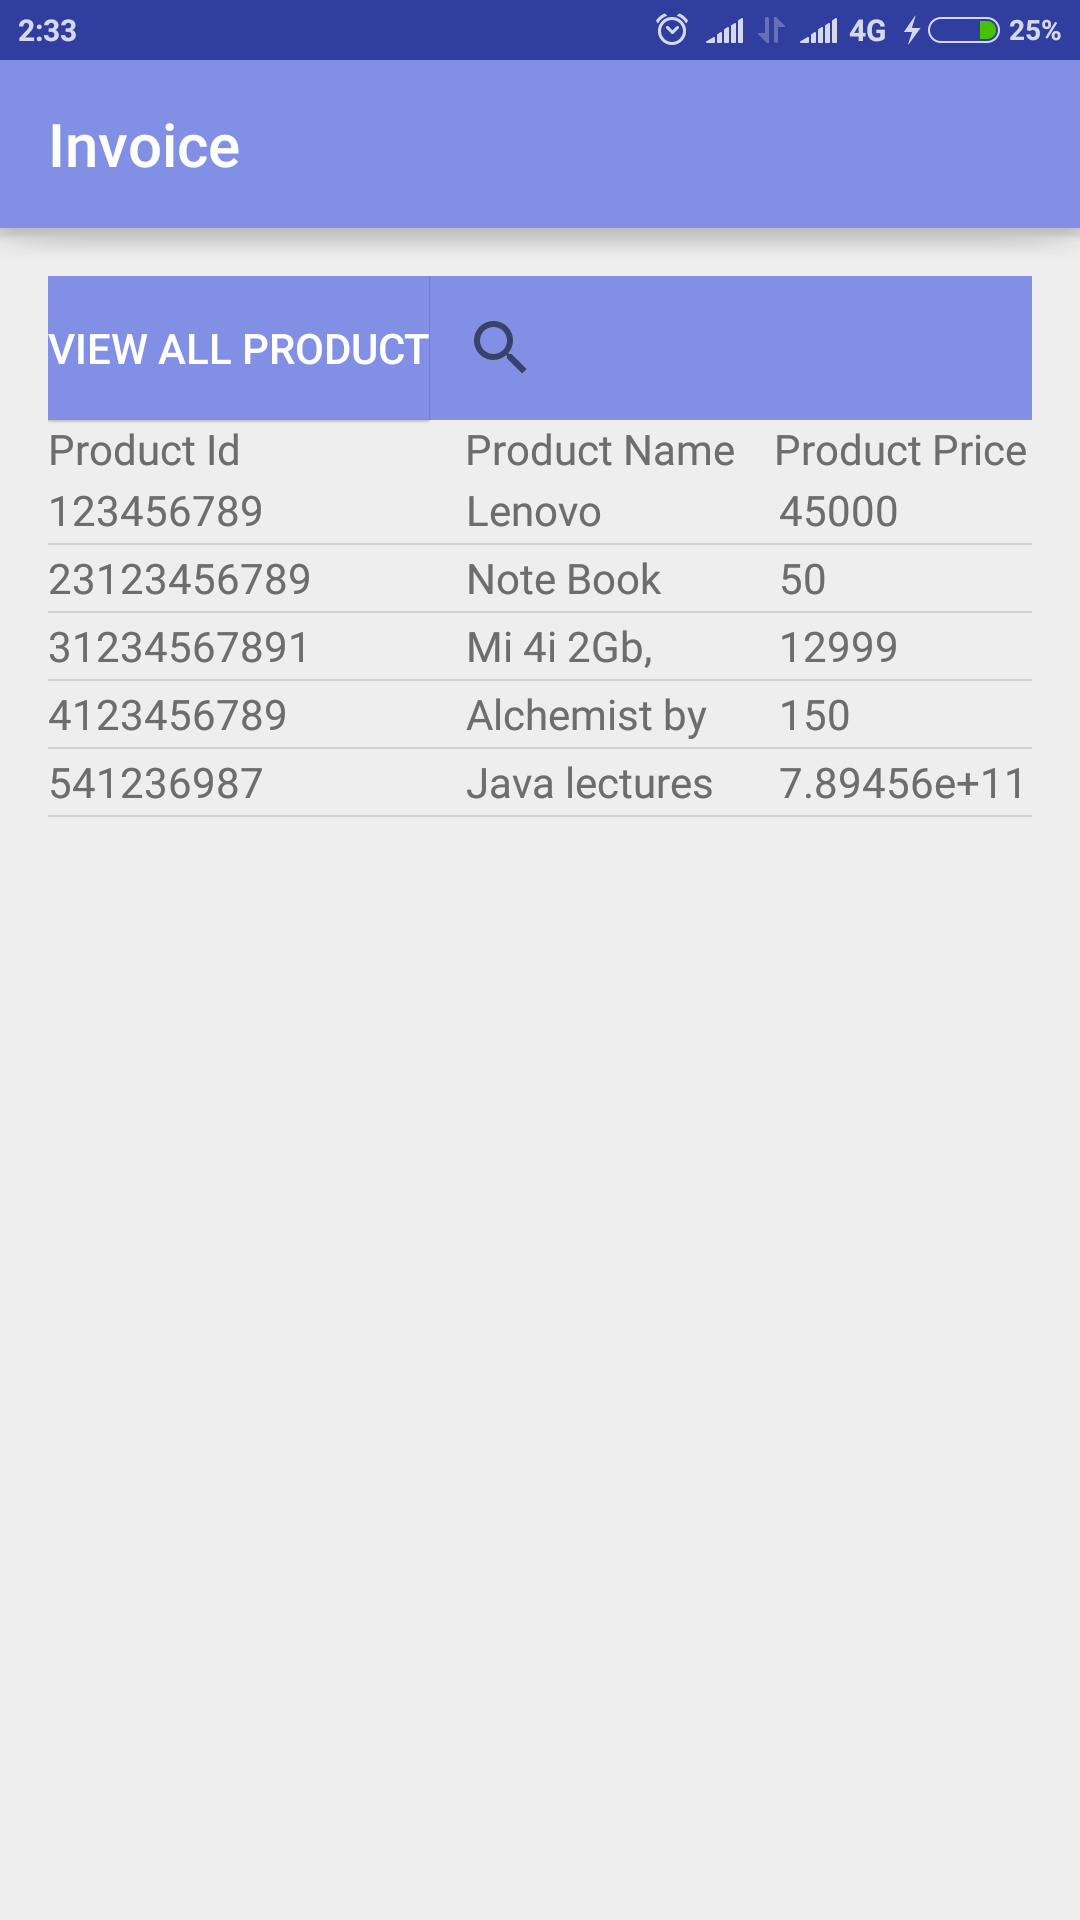 2:33 4G 25%
Invoice
VIEW ALL PRODUCT
Product Id Product Name Product Price
123456789 Lenovo 45000
23123456789 Note Book 50
31234567891 Mi 4i 2Gb, 12999
4123456789 Alchemist by 150
541236987 Java lectures 7.89456e+11